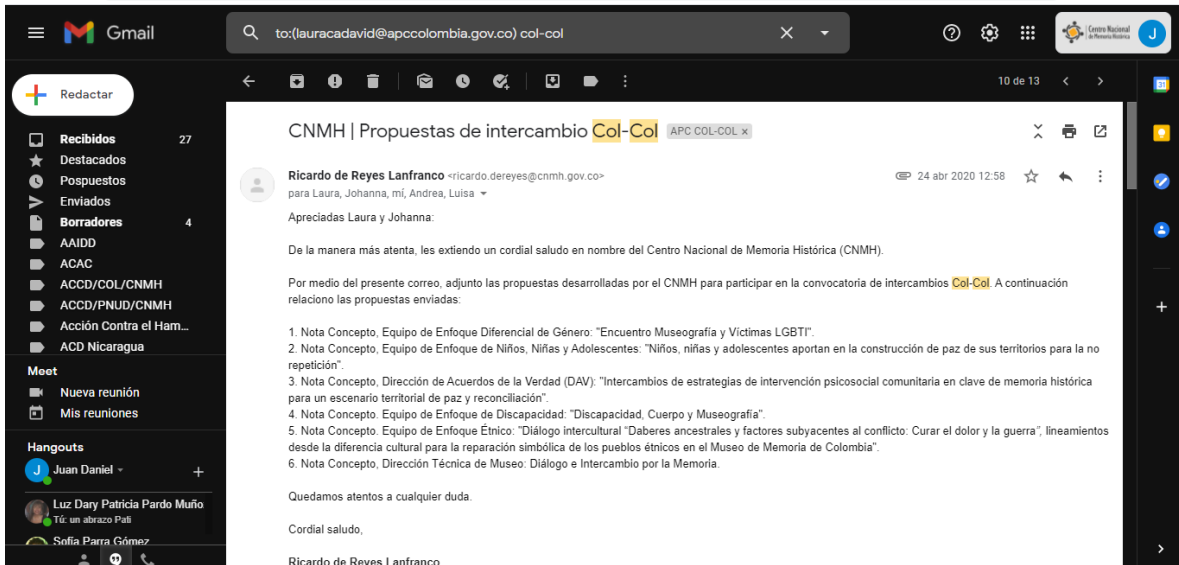 Gmail
to:(lauracadavid@apccolombia.gov.co) col-col
Centro Nacional
de Memoria Histórica
J
Redactar
10 de 13
31
Recibidos 27
Destacados
Pospuestos
Enviados
Borradores 4
AAIDD
ACAC
ACCD/COL/CNMH
ACCD/PNUD/CNMH
Acción Contra el Ham...
ACD Nicaragua
Meet
Nueva reunión
Mis reuniones
Hangouts
J Juan Daniel
Luz Dary Patricia Pardo Muño
Tú: un abrazo Pati
Sofía Parra Gómez
CNMH | Propuestas de intercambio Col-Col APC COL-COL x
Ricardo de Reyes Lanfranco <ricardo.dereyes@cnmh.gov.co> 24 abr 2020 12:58
para Laura, Johanna, mí, Andrea, Luisa
Apreciadas Laura y Johanna:
De la manera más atenta, les extiendo un cordial saludo en nombre del Centro Nacional de Memoria Histórica (CNMH).
Por medio del presente correo, adjunto las propuestas desarrolladas por el CNMH para participar en la convocatoria de intercambios Col-Col. A continuación
relaciono las propuestas enviadas:
1. Nota Concepto, Equipo de Enfoque Diferencial de Género: "Encuentro Museografía y Víctimas LGBTI".
2. Nota Concepto, Equipo de Enfoque de Niños, Niñas y Adolescentes: "Niños, niñas y adolescentes aportan en la construcción de paz de sus territorios para la no
repetición".
3. Nota Concepto, Dirección de Acuerdos de la Verdad (DAV): "Intercambios de estrategias de intervención psicosocial comunitaria en clave de memoria histórica
para un escenario territorial de paz y reconciliación".
4. Nota Concepto. Equipo de Enfoque de Discapacidad: "Discapacidad, Cuerpo y Museografía".
5. Nota Concepto, Equipo de Enfoque Étnico: "Diálogo intercultural “Daberes ancestrales y factores subyacentes al conflicto: Curar el dolor y la guerra", lineamientos
desde la diferencia cultural para la reparación simbólica de los pueblos étnicos en el Museo de Memoria de Colombia".
6. Nota Concepto, Dirección Técnica de Museo: Diálogo e Intercambio por la Memoria.
Quedamos atentos a cualquier duda.
Cordial saludo,
Ricardo de Reyes Lanfranco